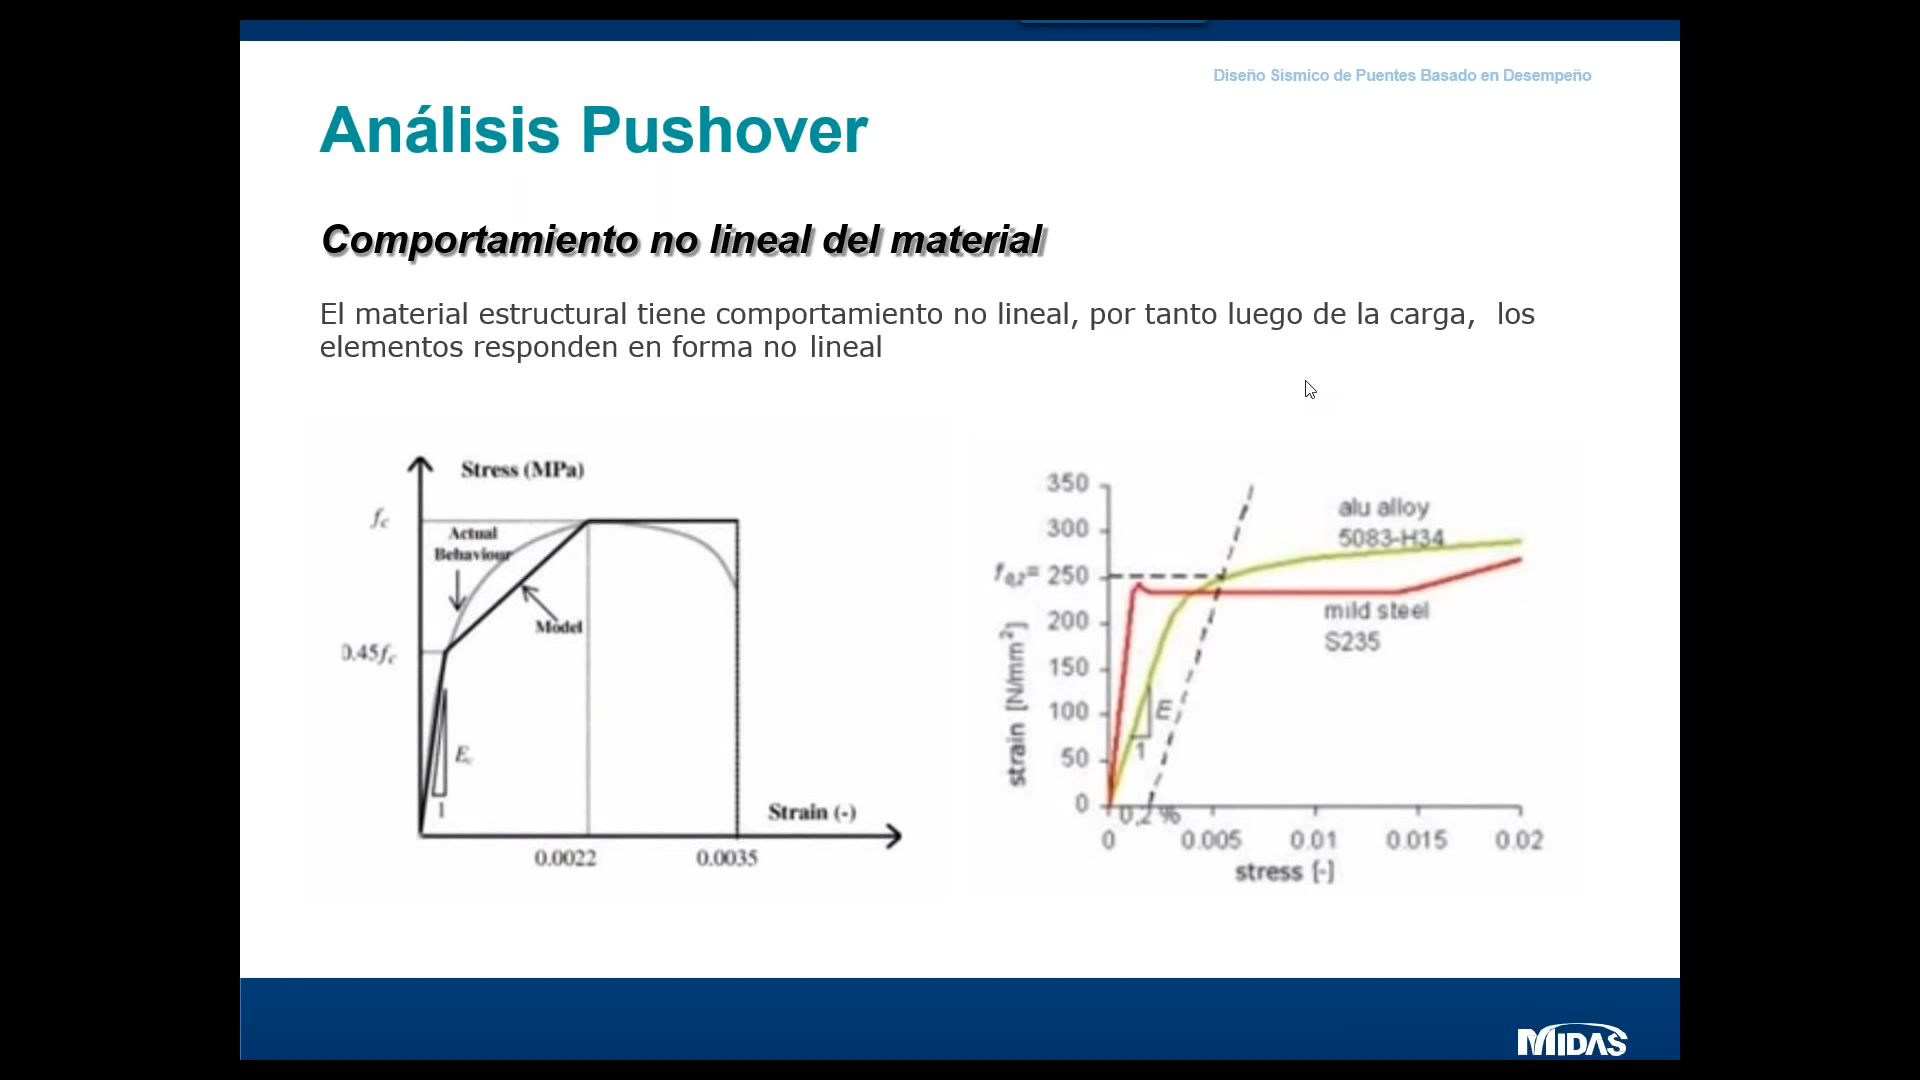 Diseño Sísmico de Puentes Basado en Desempeño
Análisis Pushover
Comportamiento no lineal del material
El material estructural tiene comportamiento no lineal, por tanto luego de la carga, los
elementos responden en forma no lineal
Stress (MPa)
fc
Actual
Behaviour
Model
0.45fc
Ec
1
Strain (-)
0.0022
0.0035
350
300
f0,2= 250
200
150
100
50
0
strain [N/mm²]
alu alloy
5083-H34
mild steel
S235
E
1
0,2 %
0
0.005
0.01
0.015
0.02
stress [-]
MIDAS